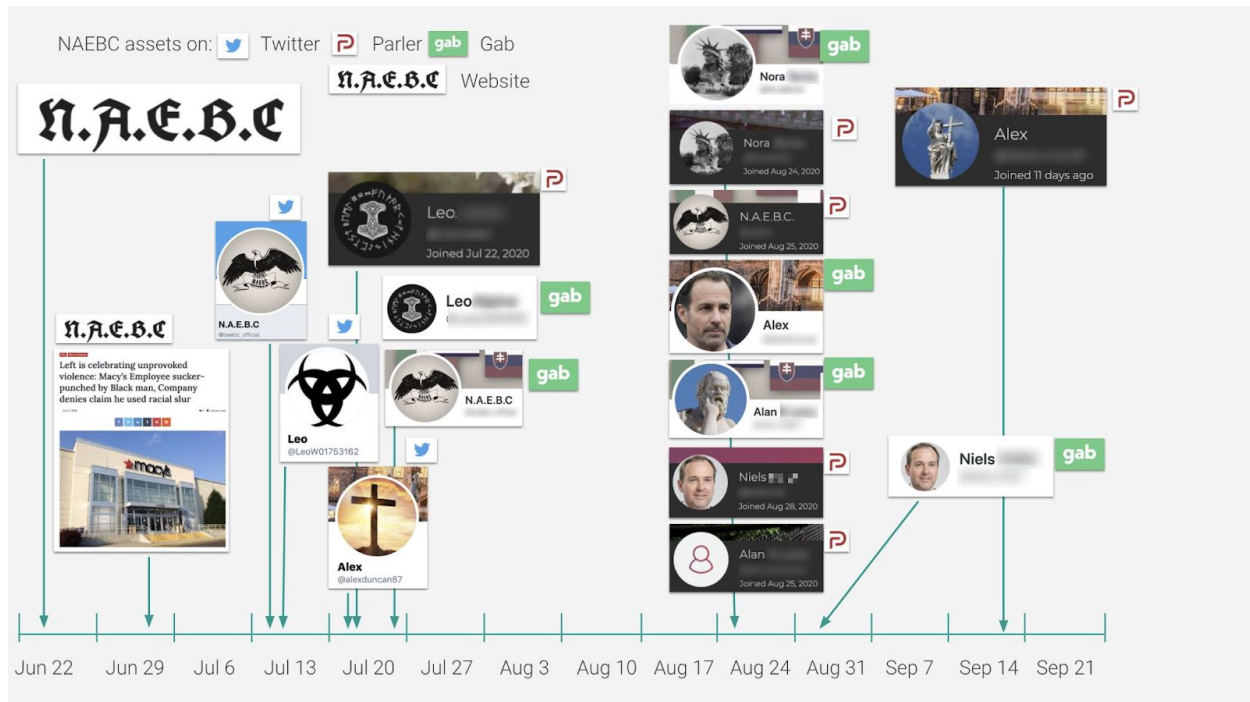 NAEBC assets on: Twitter Parler gab Gab
N.A.E.B.C Website
N.A.E.B.C
N.A.E.B.C
Left is celebrating unprovoked
violence: Macy's Employee sucker-
punched by Black man, Company
denies claim he used racial slur
macy's
NAEBC
N.A.E.B.C
@naebc_official
Leo
@LeoW01753162
Leo
Joined Jul 22, 2020
Leo
gab
N.A.E.B.C
gab
Alex
@alexduncan87
Nora
gab
Nora
Joined Aug 24, 2020
N.A.E.B.C.
Joined Aug 25, 2020
Alex
gab
Alan
gab
Niels
Joined Aug 28, 2020
Alan
Joined Aug 25, 2020
Alex
Joined 11 days ago
Niels
gab
Jun 22 Jun 29 Jul 6 Jul 13 Jul 20 Jul 27 Aug 3 Aug 10 Aug 17 Aug 24 Aug 31 Sep 7 Sep 14 Sep 21